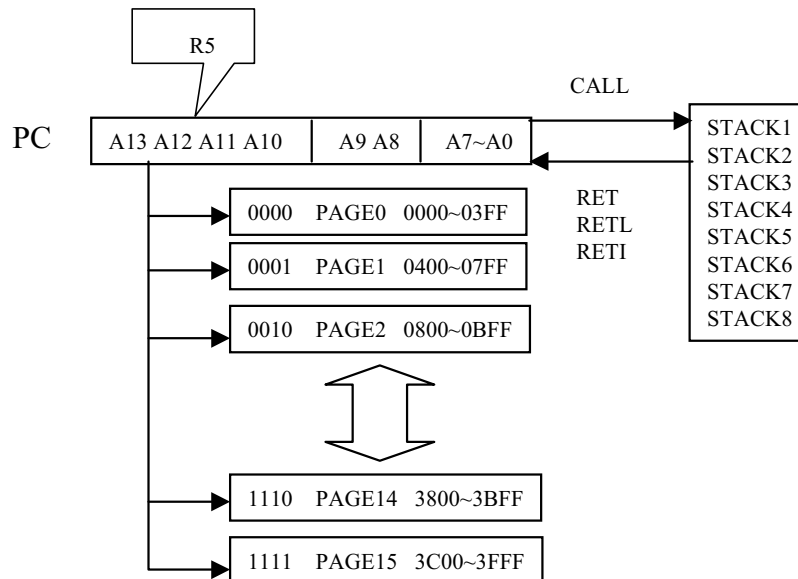 R5
CALL
PC
A13 A12 A11 A10
A9 A8
A7~A0
STACK1
STACK2
STACK3
STACK4
STACK5
STACK6
STACK7
STACK8
RET
RETL
RETI
0000 PAGE0 0000~03FF
0001 PAGE1 0400~07FF
0010 PAGE2 0800~0BFF
1110 PAGE14 3800~3BFF
1111 PAGE15 3C00~3FFF